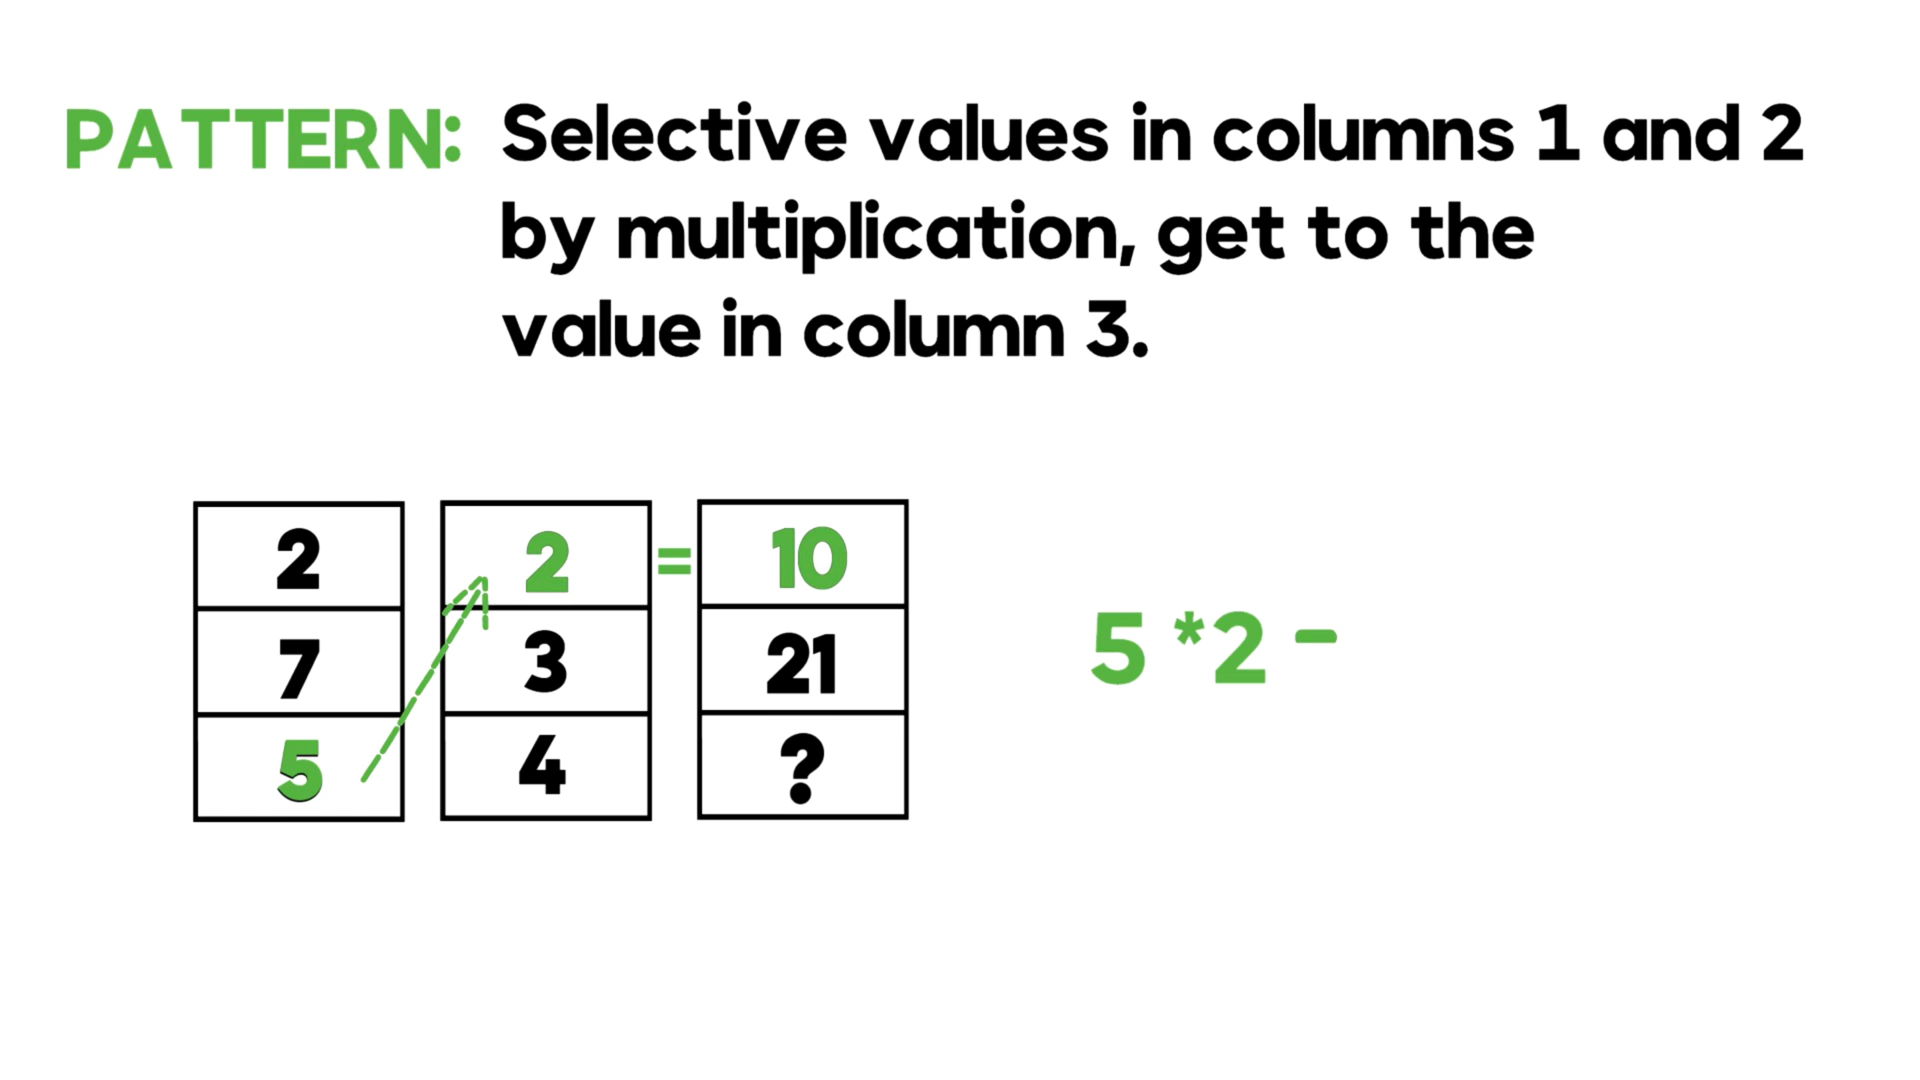 PATTERN: Selective values in columns 1 and 2
by multiplication, get to the
value in column 3.
2 2 = 10
7 3 21
5 4 ?
5 *2 -